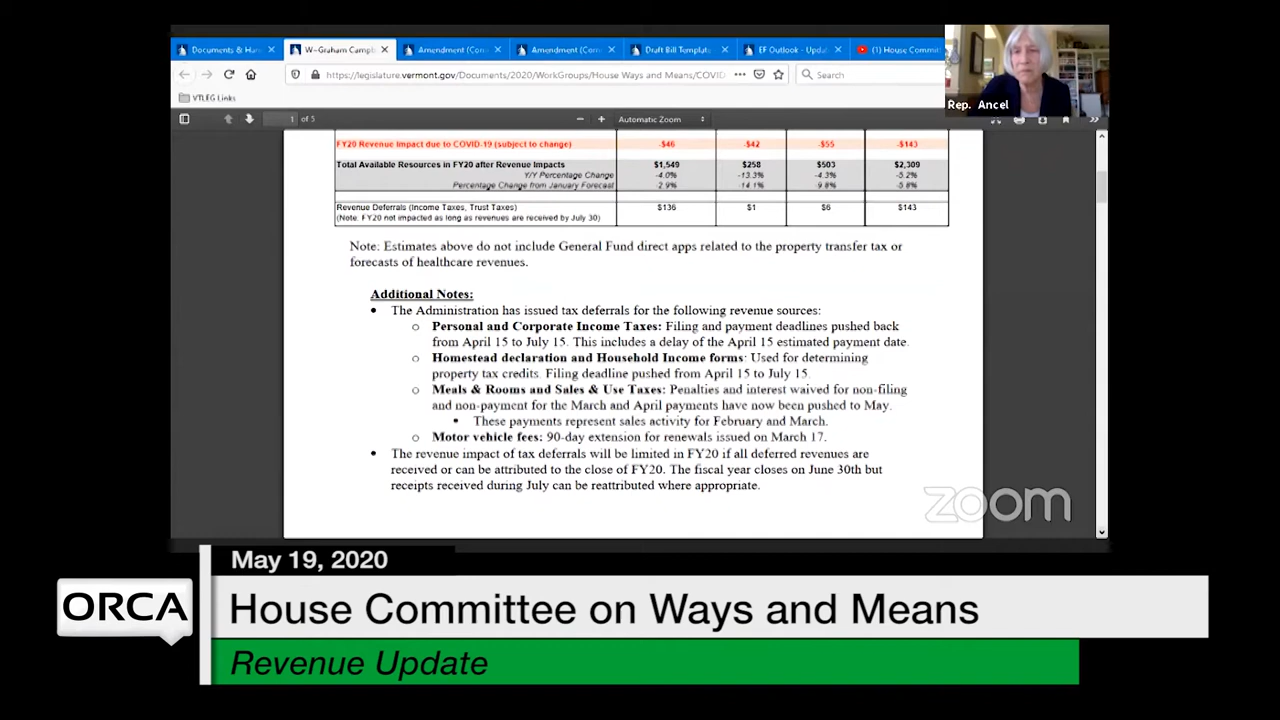 Documents & Han
W~Graham Campb
Amendment (Con
Amendment (Com
Draft Bill Template
EF Outlook - Updat
(1) House Committ
https://legislature.vermont.gov/Documents/2020/WorkGroups/House Ways and Means/COVID
Search
VTLEG Links
Rep. Ancel
1 of 5
Automatic Zoom
FY20 Revenue Impact due to COVID-19 (subject to change) -$46 -$42 -$55 -$143
Total Available Resources in FY20 after Revenue Impacts $1,549 $258 $503 $2,309
Y/Y Percentage Change -4.0% -13.3% -4.3% -5.2%
Percentage Change from January Forecast -2.9% -14.1% -9.8% -5.8%
Revenue Deferrals (Income Taxes, Trust Taxes) $136 $1 $6 $143
(Note: FY20 not impacted as long as revenues are received by July 30)
Note: Estimates above do not include General Fund direct apps related to the property transfer tax or
forecasts of healthcare revenues.
Additional Notes:
• The Administration has issued tax deferrals for the following revenue sources:
o Personal and Corporate Income Taxes: Filing and payment deadlines pushed back
from April 15 to July 15. This includes a delay of the April 15 estimated payment date.
o Homestead declaration and Household Income forms: Used for determining
property tax credits. Filing deadline pushed from April 15 to July 15.
o Meals & Rooms and Sales & Use Taxes: Penalties and interest waived for non-filing
and non-payment for the March and April payments have now been pushed to May.
▪ These payments represent sales activity for February and March.
o Motor vehicle fees: 90-day extension for renewals issued on March 17.
• The revenue impact of tax deferrals will be limited in FY20 if all deferred revenues are
received or can be attributed to the close of FY20. The fiscal year closes on June 30th but
receipts received during July can be reattributed where appropriate.
zoom
May 19, 2020
ORCA
House Committee on Ways and Means
Revenue Update